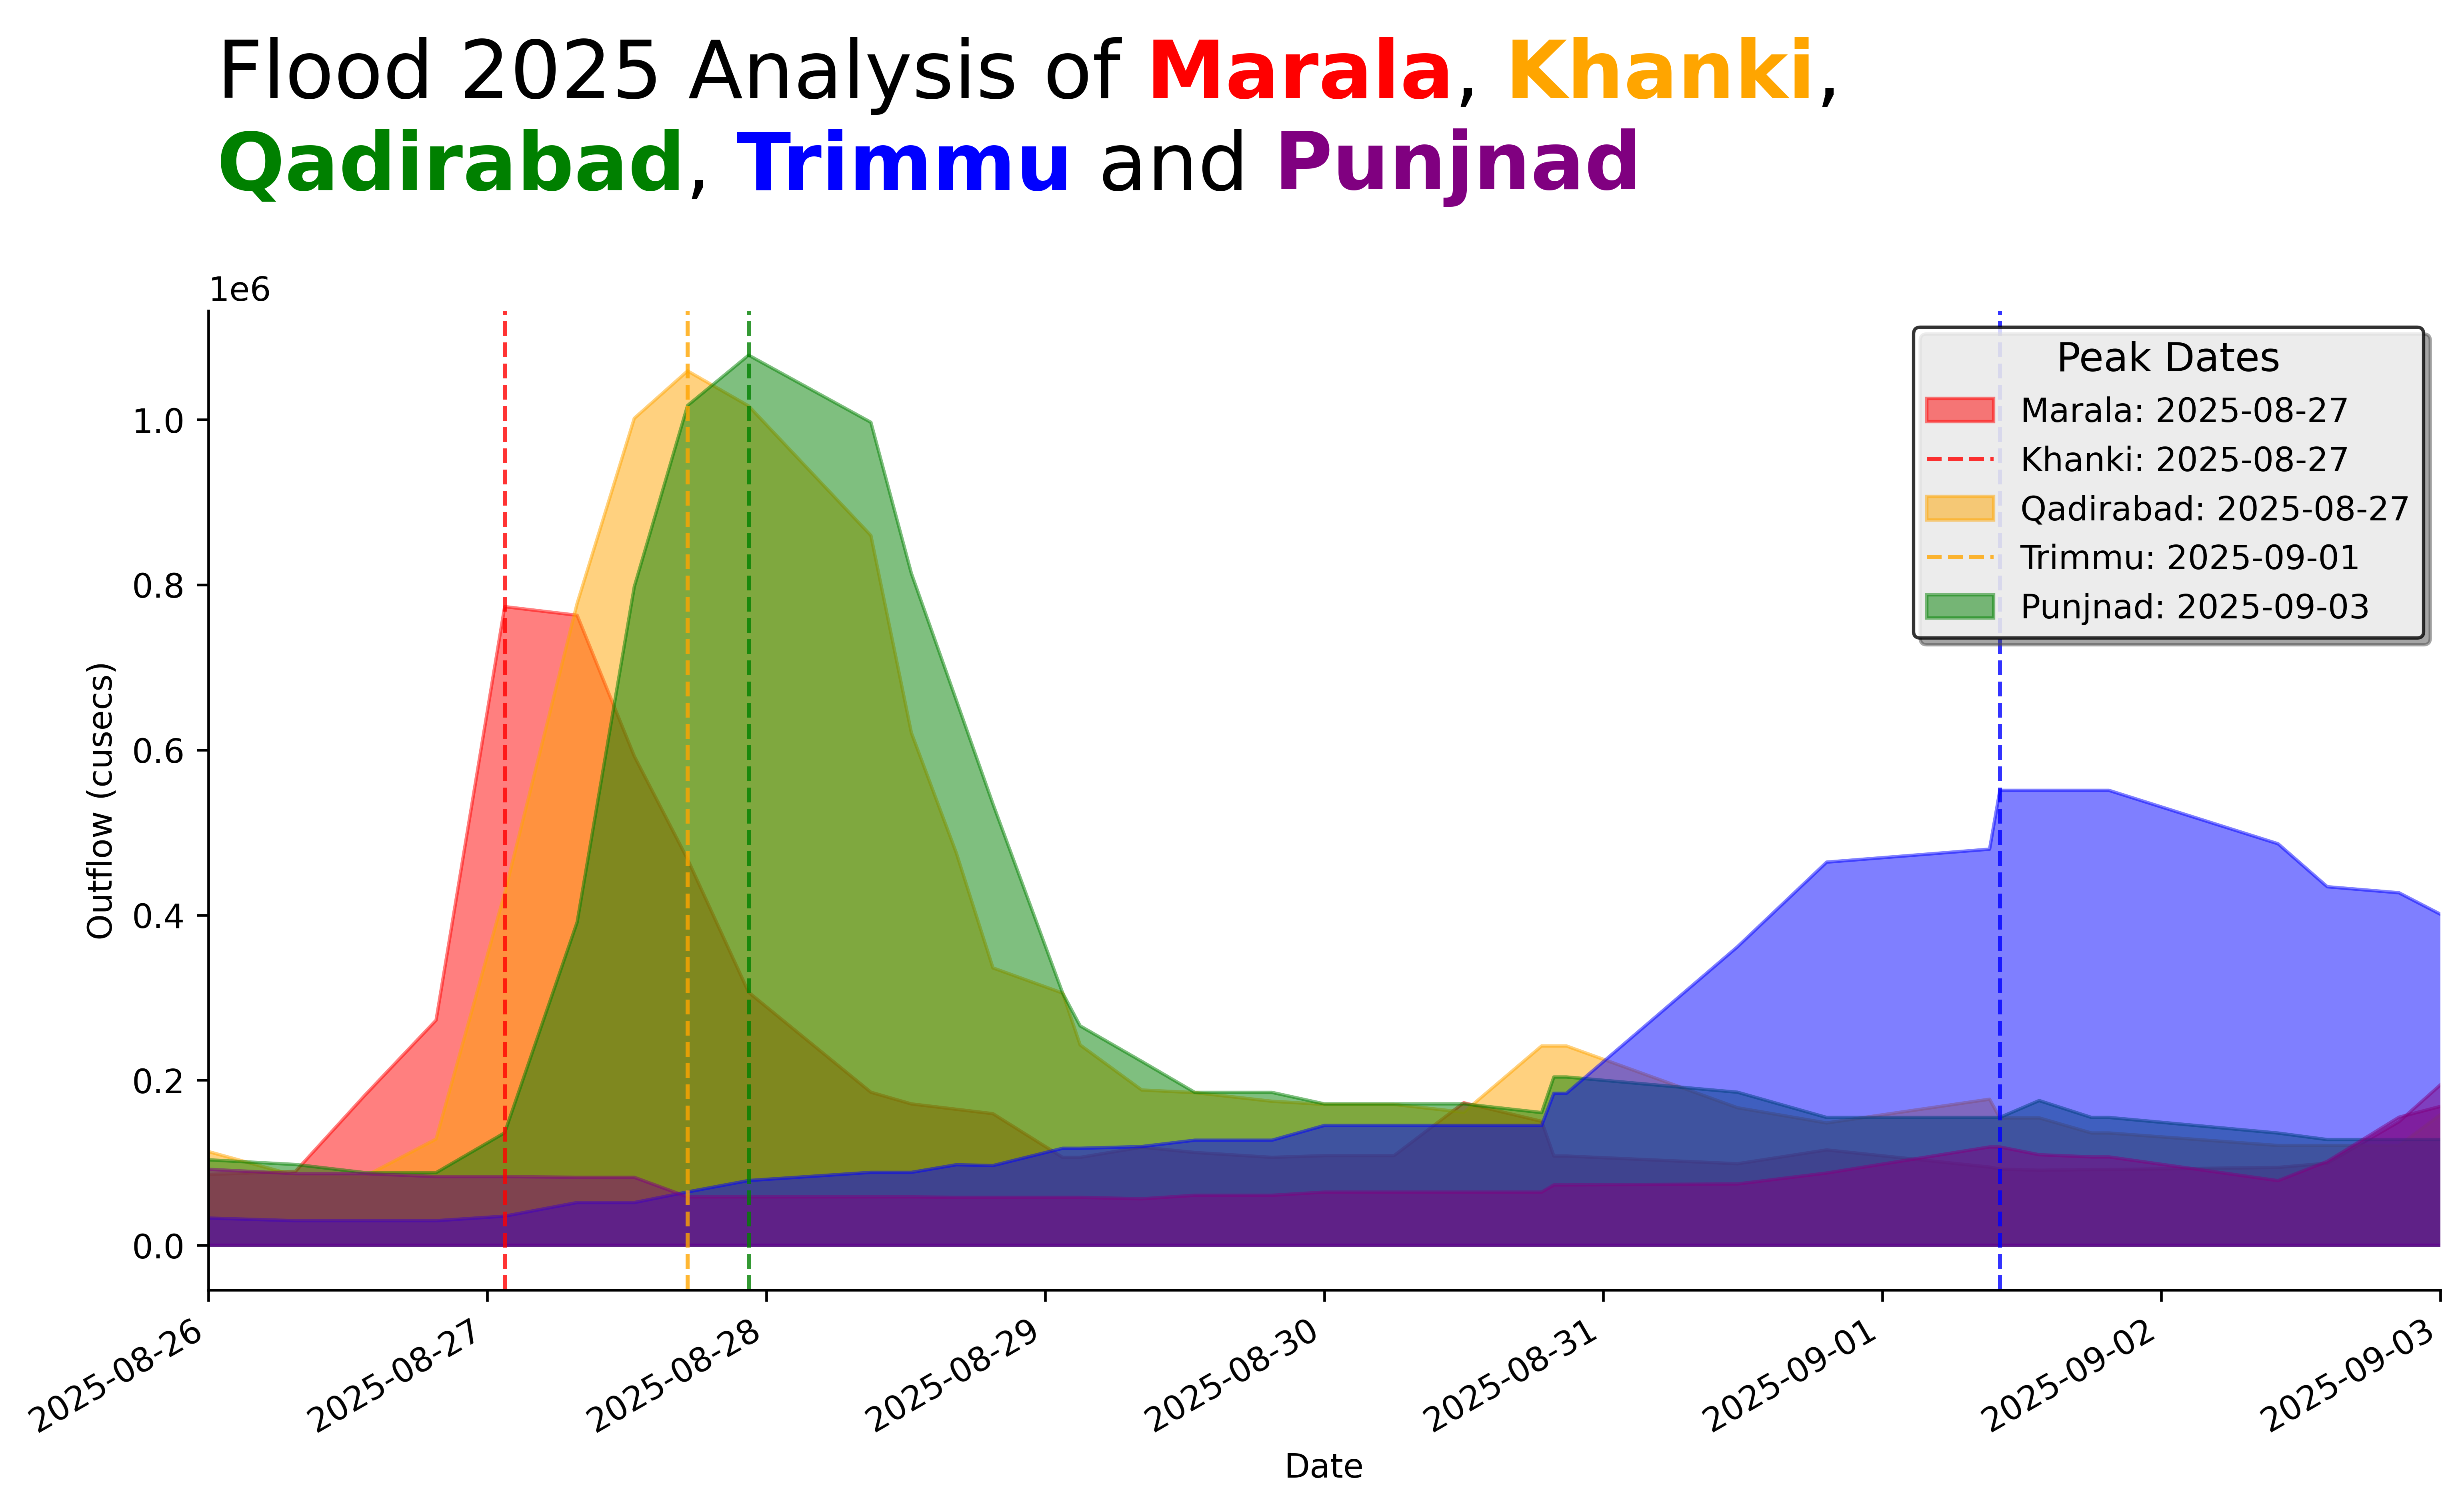 Flood 2025 Analysis of Marala, Khanki,
Qadirabad, Trimmu and Punjnad
1e6
Peak Dates
Marala: 2025-08-27
Khanki: 2025-08-27
Qadirabad: 2025-08-27
Trimmu: 2025-09-01
Punjnad: 2025-09-03
1.0
0.8
0.6
0.4
0.2
0.0
Outflow (cusecs)
2025-08-26
2025-08-27
2025-08-28
2025-08-29
2025-08-30
2025-08-31
2025-09-01
2025-09-02
2025-09-03
Date